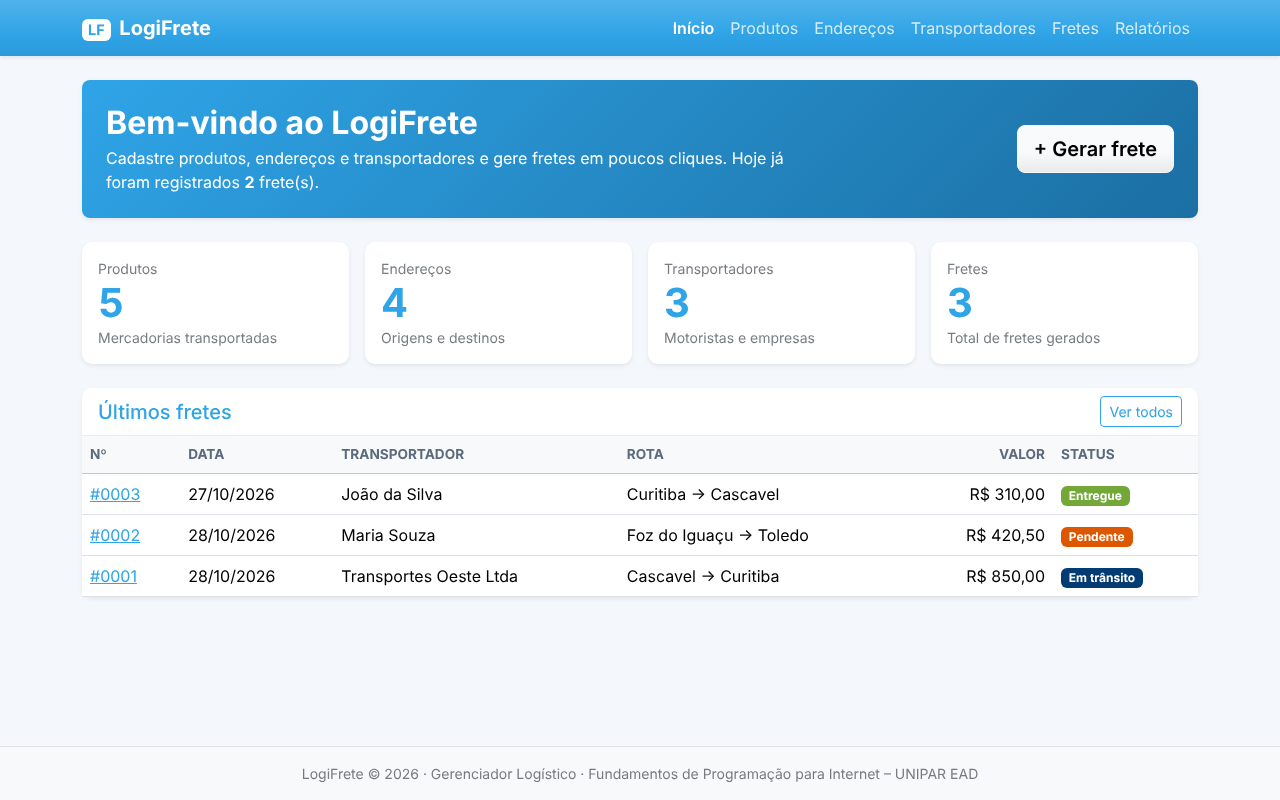 LF LogiFrete
Início Produtos Endereços Transportadores Fretes Relatórios
Bem-vindo ao LogiFrete
Cadastre produtos, endereços e transportadores e gere fretes em poucos cliques. Hoje já
foram registrados 2 frete(s).
+ Gerar frete
Produtos
5
Mercadorias transportadas
Endereços
4
Origens e destinos
Transportadores
3
Motoristas e empresas
Fretes
3
Total de fretes gerados
Últimos fretes
Ver todos
Nº DATA TRANSPORTADOR ROTA VALOR STATUS
#0003 27/10/2026 João da Silva Curitiba → Cascavel R$ 310,00 Entregue
#0002 28/10/2026 Maria Souza Foz do Iguaçu → Toledo R$ 420,50 Pendente
#0001 28/10/2026 Transportes Oeste Ltda Cascavel → Curitiba R$ 850,00 Em trânsito
LogiFrete © 2026 · Gerenciador Logístico · Fundamentos de Programação para Internet – UNIPAR EAD